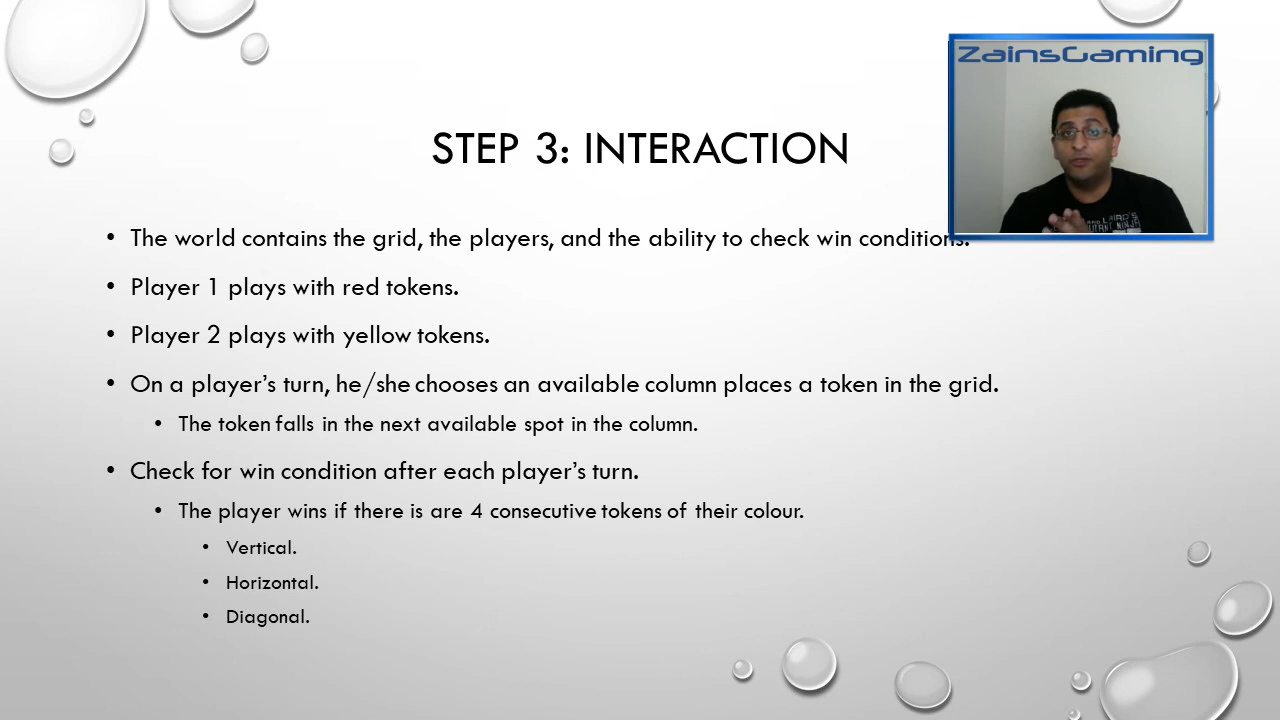 ZainsGaming
STEP 3: INTERACTION
• The world contains the grid, the players, and the ability to check win conditions.
• Player 1 plays with red tokens.
• Player 2 plays with yellow tokens.
• On a player’s turn, he/she chooses an available column places a token in the grid.
• The token falls in the next available spot in the column.
• Check for win condition after each player’s turn.
• The player wins if there is are 4 consecutive tokens of their colour.
• Vertical.
• Horizontal.
• Diagonal.